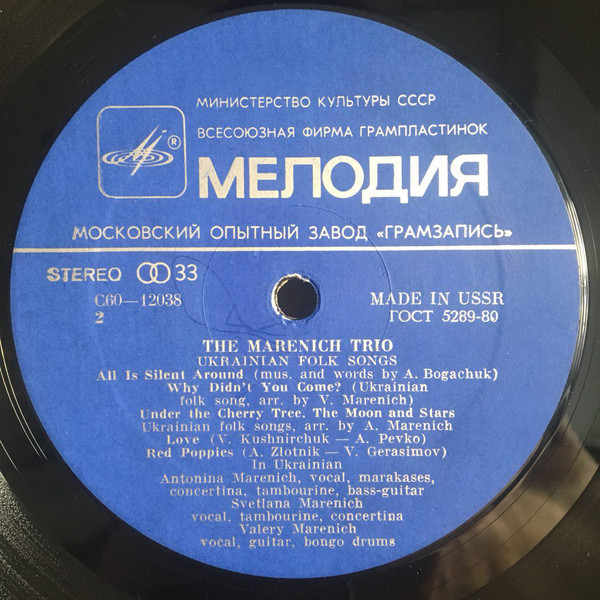 МИНИСТЕРСТВО КУЛЬТУРЫ СССР
ВСЕСОЮЗНАЯ ФИРМА ГРАМПЛАСТИНОК
®
МЕЛОДИЯ
МОСКОВСКИЙ ОПЫТНЫЙ ЗАВОД «ГРАМЗАПИСЬ»
STEREO 33
С60—12038
MADE IN USSR
2
ГОСТ 5289-80
THE MARENICH TRIO
UKRAINIAN FOLK SONGS
All Is Silent Around (mus. and words by A. Bogachuk)
Why Didn't You Come? (Ukrainian
folk song, arr. by V. Marenich)
Under the Cherry Tree, The Moon and Stars
Ukrainian folk songs, arr. by A. Marenich
Love (V. Kushnirchuk — A. Pevko)
Red Poppies (A. Zlotnik — V. Gerasimov)
In Ukrainian
Antonina Marenich, vocal, marakases,
concertina, tambourine, bass-guitar
Svetlana Marenich
vocal, tambourine, concertina
Valery Marenich
vocal, guitar, bongo drums